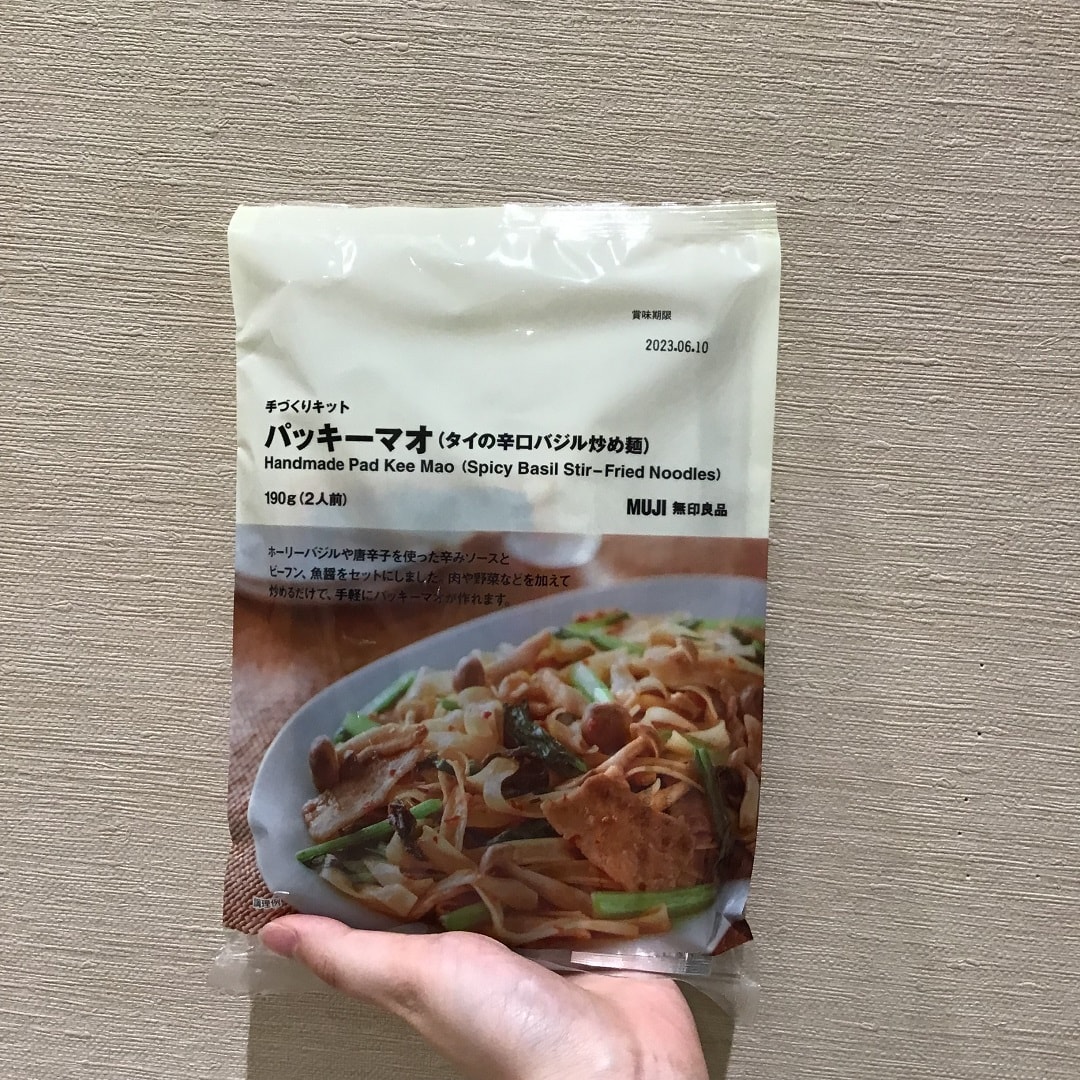 賞味期限
2023.06.10
手づくりキット
パッキーマオ(タイの辛口バジル炒め麺)
Handmade Pad Kee Mao (Spicy Basil Stir-Fried Noodles)
190g(2人前)
MUJI 無印良品
ホーリーバジルや唐辛子を使った辛みソースと
ビーフン、魚醤をセットにしました。肉や野菜などを加えて
炒めるだけで、手軽にパッキーマオが作れます。
調理例